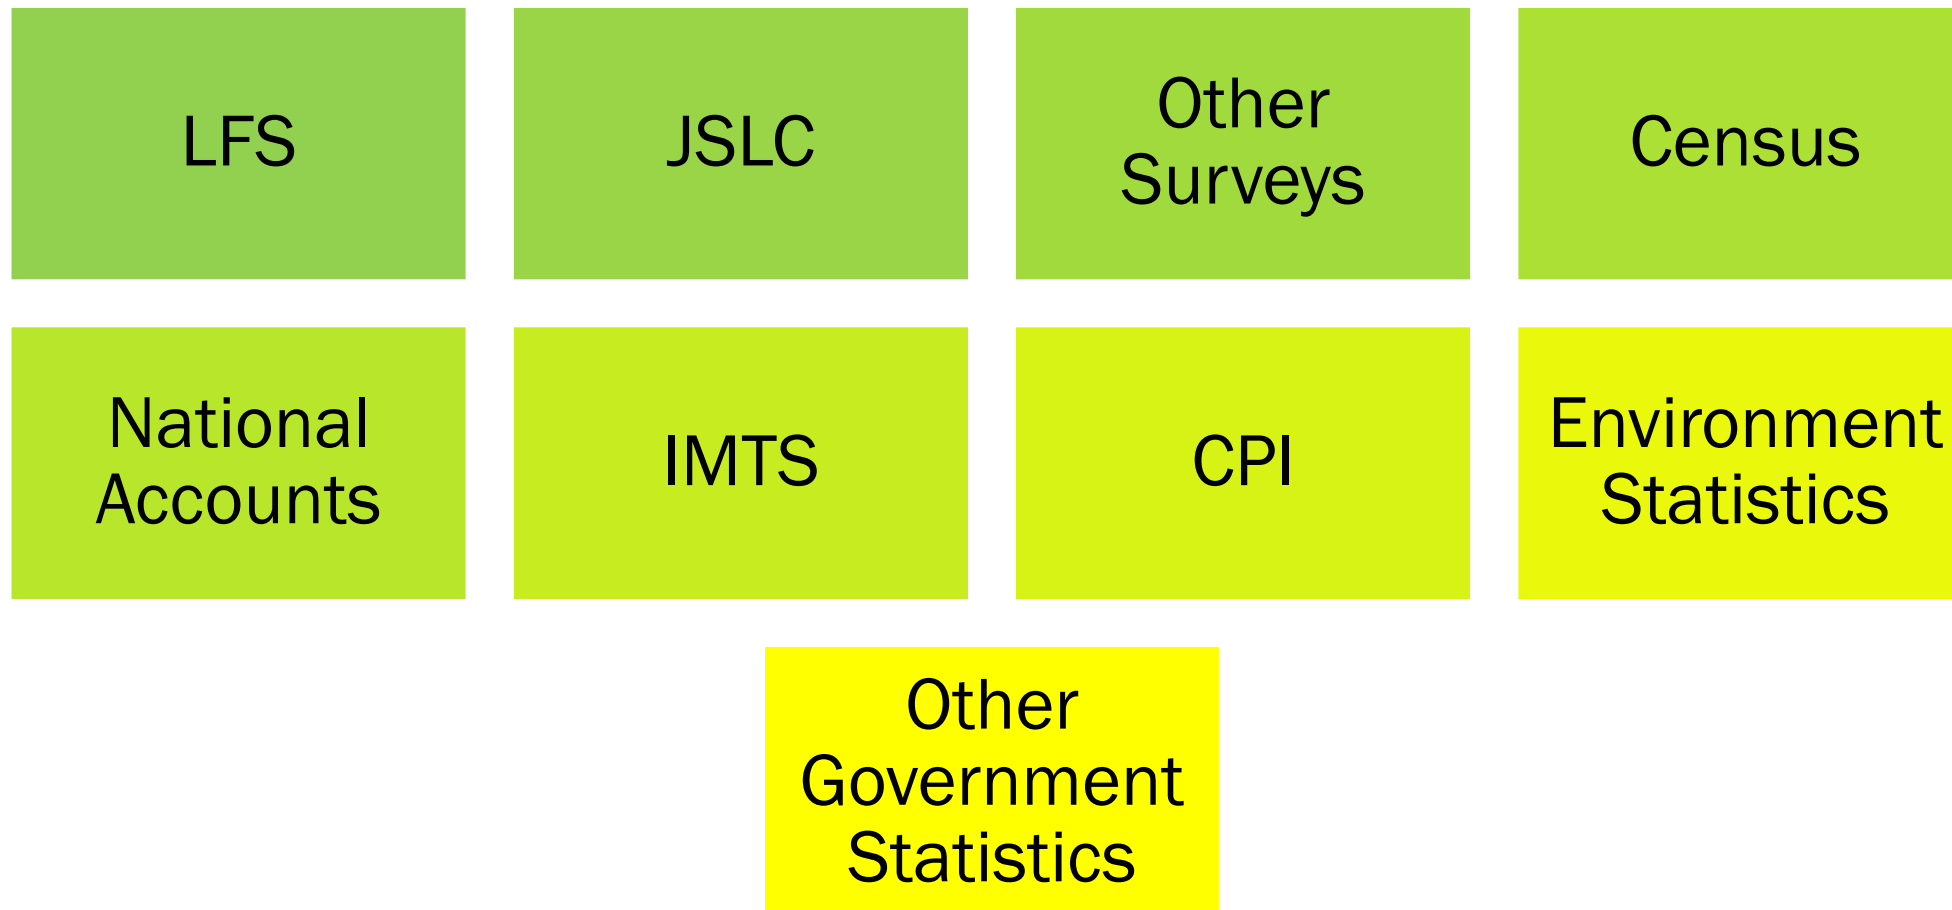 LFS
JSLC
Other
Surveys
Census
National
Accounts
IMTS
CPI
Environment
Statistics
Other
Government
Statistics